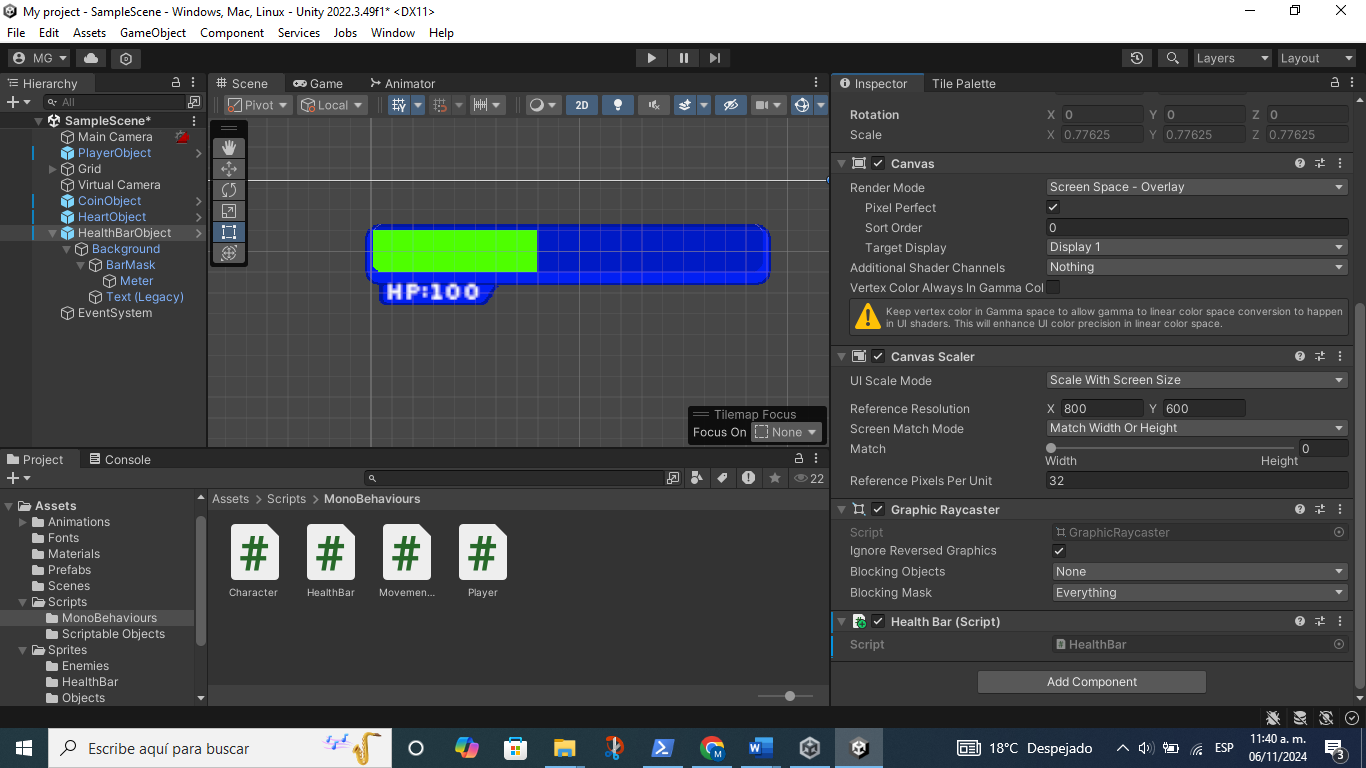 My project - SampleScene - Windows, Mac, Linux - Unity 2022.3.49f1* <DX11>
File Edit Assets GameObject Component Services Jobs Window Help
MG Layers Layout
Hierarchy
All
SampleScene*
Main Camera
PlayerObject
Grid
Virtual Camera
CoinObject
HeartObject
HealthBarObject
Background
BarMask
Meter
Text (Legacy)
EventSystem
Scene Game Animator
Pivot Local 2D
HP:100
Tilemap Focus
Focus On None
Inspector Tile Palette
Rotation X 0 Y 0 Z 0
Scale X 0.77625 Y 0.77625 Z 0.77625
Canvas
Render Mode Screen Space - Overlay
Pixel Perfect
Sort Order 0
Target Display Display 1
Additional Shader Channels Nothing
Vertex Color Always In Gamma Col
Keep vertex color in Gamma space to allow gamma to linear color space conversion to happen
in UI shaders. This will enhance UI color precision in linear color space.
Canvas Scaler
UI Scale Mode Scale With Screen Size
Reference Resolution X 800 Y 600
Screen Match Mode Match Width Or Height
Match 0
Width Height
Reference Pixels Per Unit 32
Graphic Raycaster
Script GraphicRaycaster
Ignore Reversed Graphics
Blocking Objects None
Blocking Mask Everything
Health Bar (Script)
Script HealthBar
Add Component
Project Console
22
Assets
Animations
Fonts
Materials
Prefabs
Scenes
Scripts
MonoBehaviours
Scriptable Objects
Sprites
Enemies
HealthBar
Objects
Assets > Scripts > MonoBehaviours
Character HealthBar Movemen... Player
Escribe aquí para buscar
18°C Despejado
ESP
11:40 a. m.
06/11/2024
3